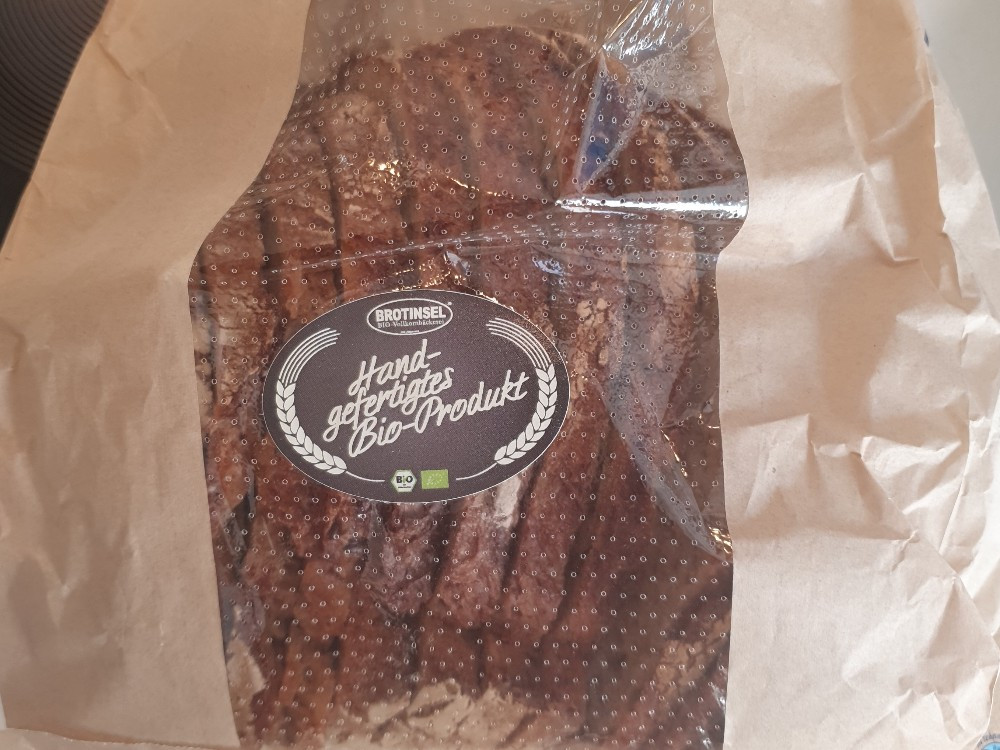 BROTINSEL
BIO-Vollkornbäckerei
Hand-
gefertigtes
Bio-Produkt
BIO